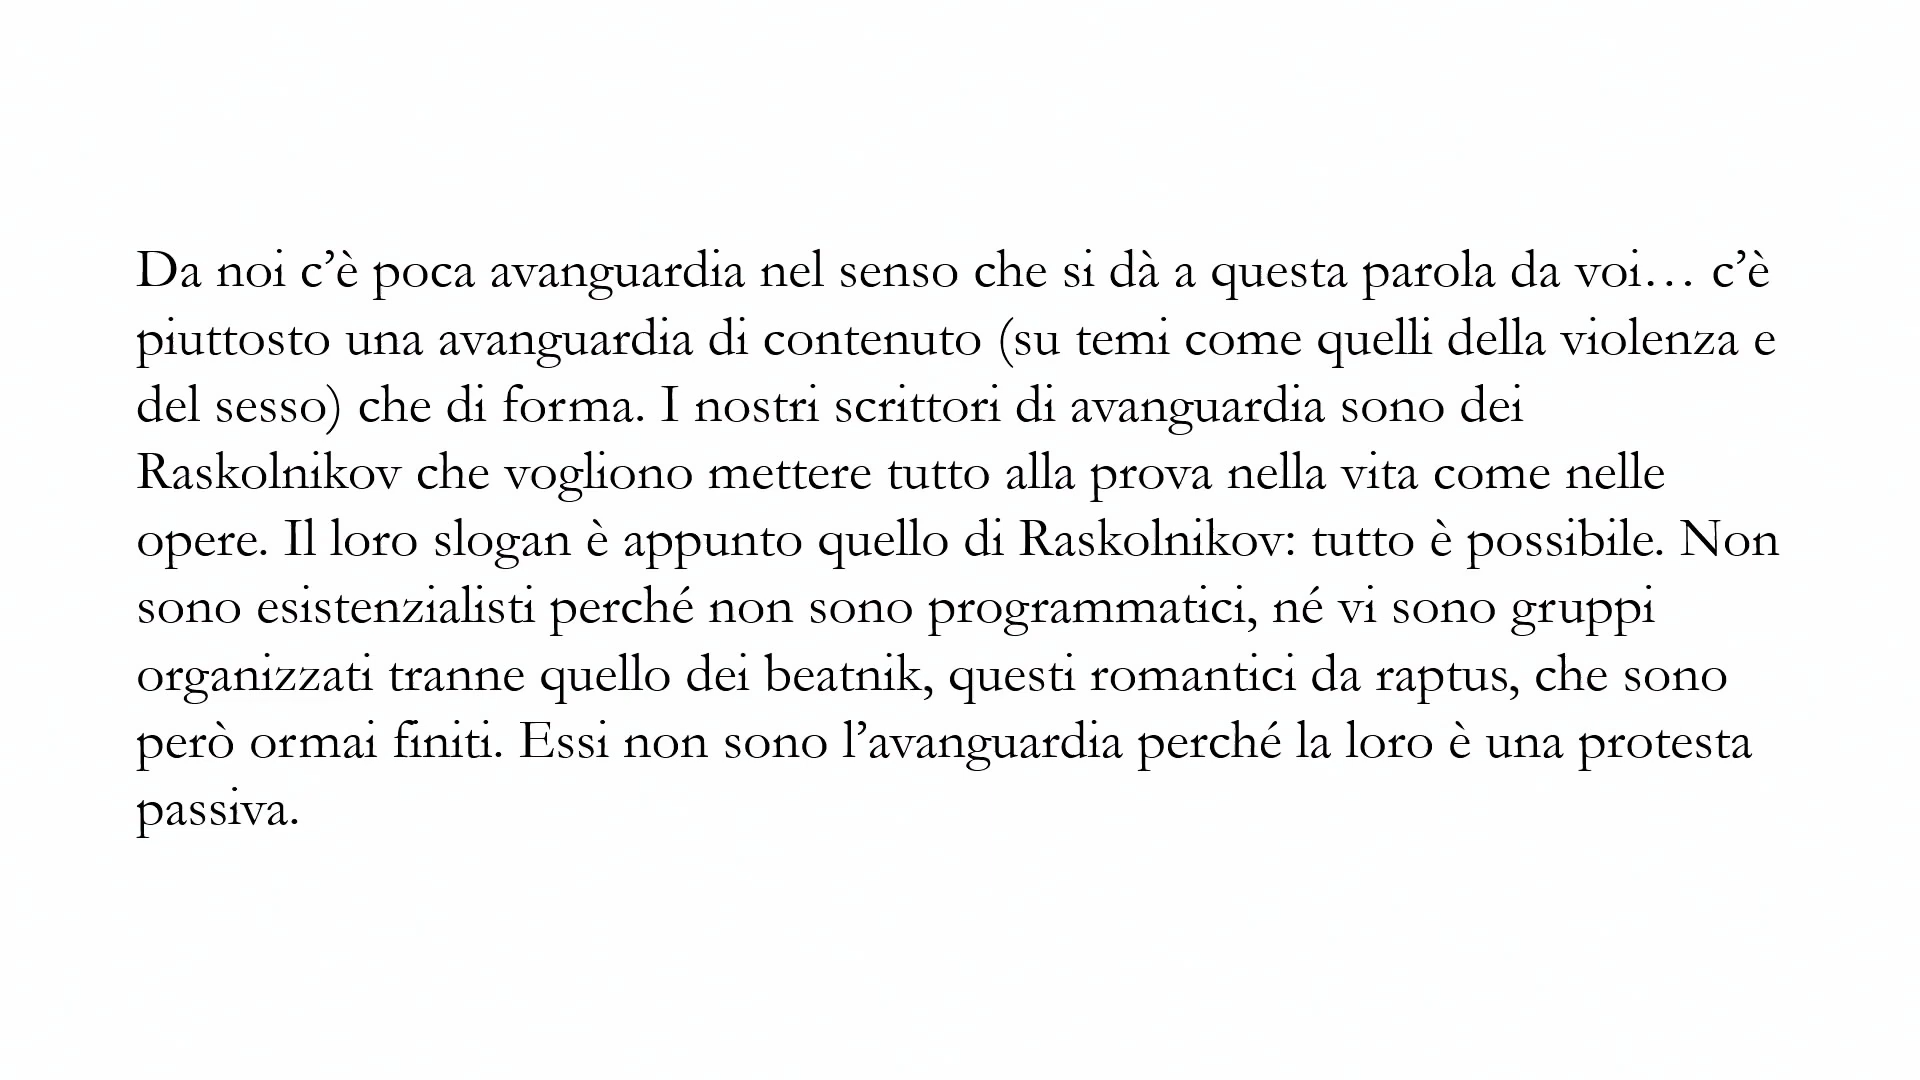 Da noi c’è poca avanguardia nel senso che si dà a questa parola da voi… c’è
piuttosto una avanguardia di contenuto (su temi come quelli della violenza e
del sesso) che di forma. I nostri scrittori di avanguardia sono dei
Raskolnikov che vogliono mettere tutto alla prova nella vita come nelle
opere. Il loro slogan è appunto quello di Raskolnikov: tutto è possibile. Non
sono esistenzialisti perché non sono programmatici, né vi sono gruppi
organizzati tranne quello dei beatnik, questi romantici da raptus, che sono
però ormai finiti. Essi non sono l’avanguardia perché la loro è una protesta
passiva.